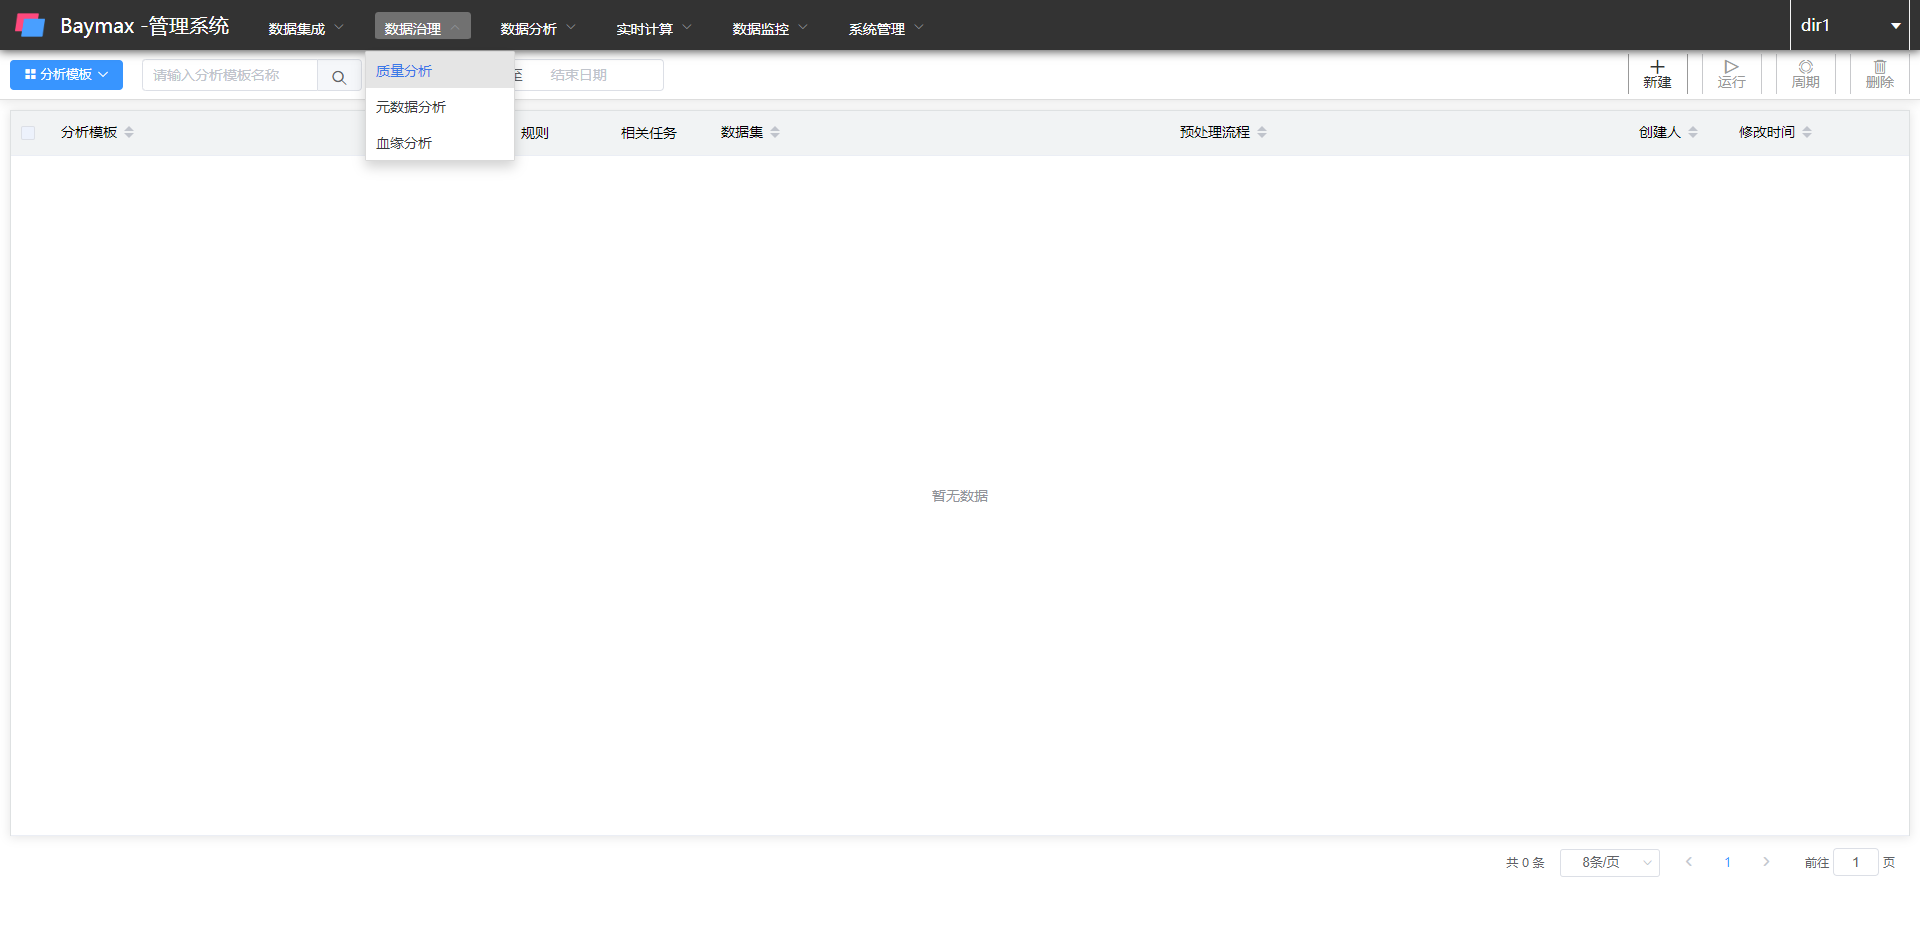 Baymax -管理系统
数据集成
数据治理
数据分析
实时计算
数据监控
系统管理
dir1
分析模板
请输入分析模板名称
质量分析
元数据分析
血缘分析
至
结束日期
新建
运行
周期
删除
分析模板
规则
相关任务
数据集
预处理流程
创建人
修改时间
暂无数据
共 0 条
8条/页
1
前往 1 页